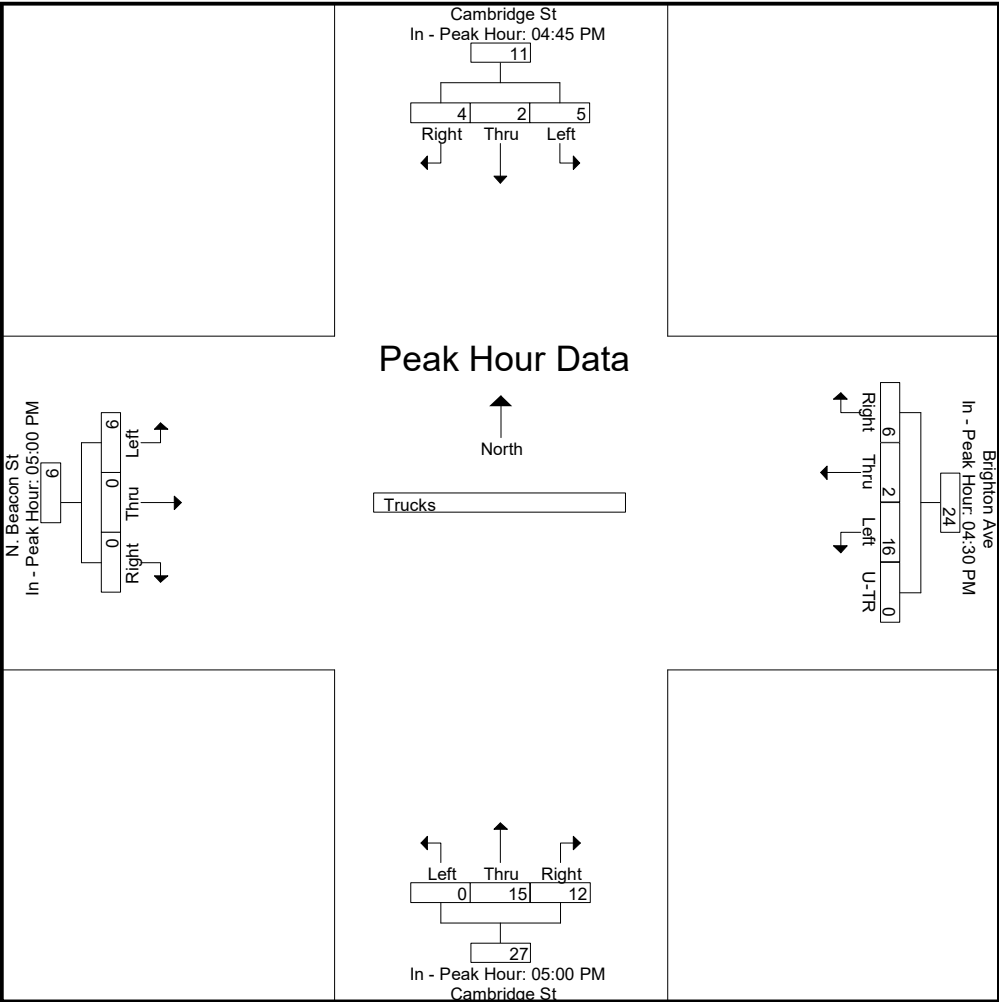 Cambridge St
In - Peak Hour: 04:45 PM
11
4 2 5
Right Thru Left
Peak Hour Data
North
Trucks
N. Beacon St
In - Peak Hour: 05:00 PM
6
6 0 0
Left Thru Right
Brighton Ave
In - Peak Hour: 04:30 PM
24
6 2 16 0
Right Thru Left U-TR
Left Thru Right
0 15 12
27
In - Peak Hour: 05:00 PM
Cambridge St